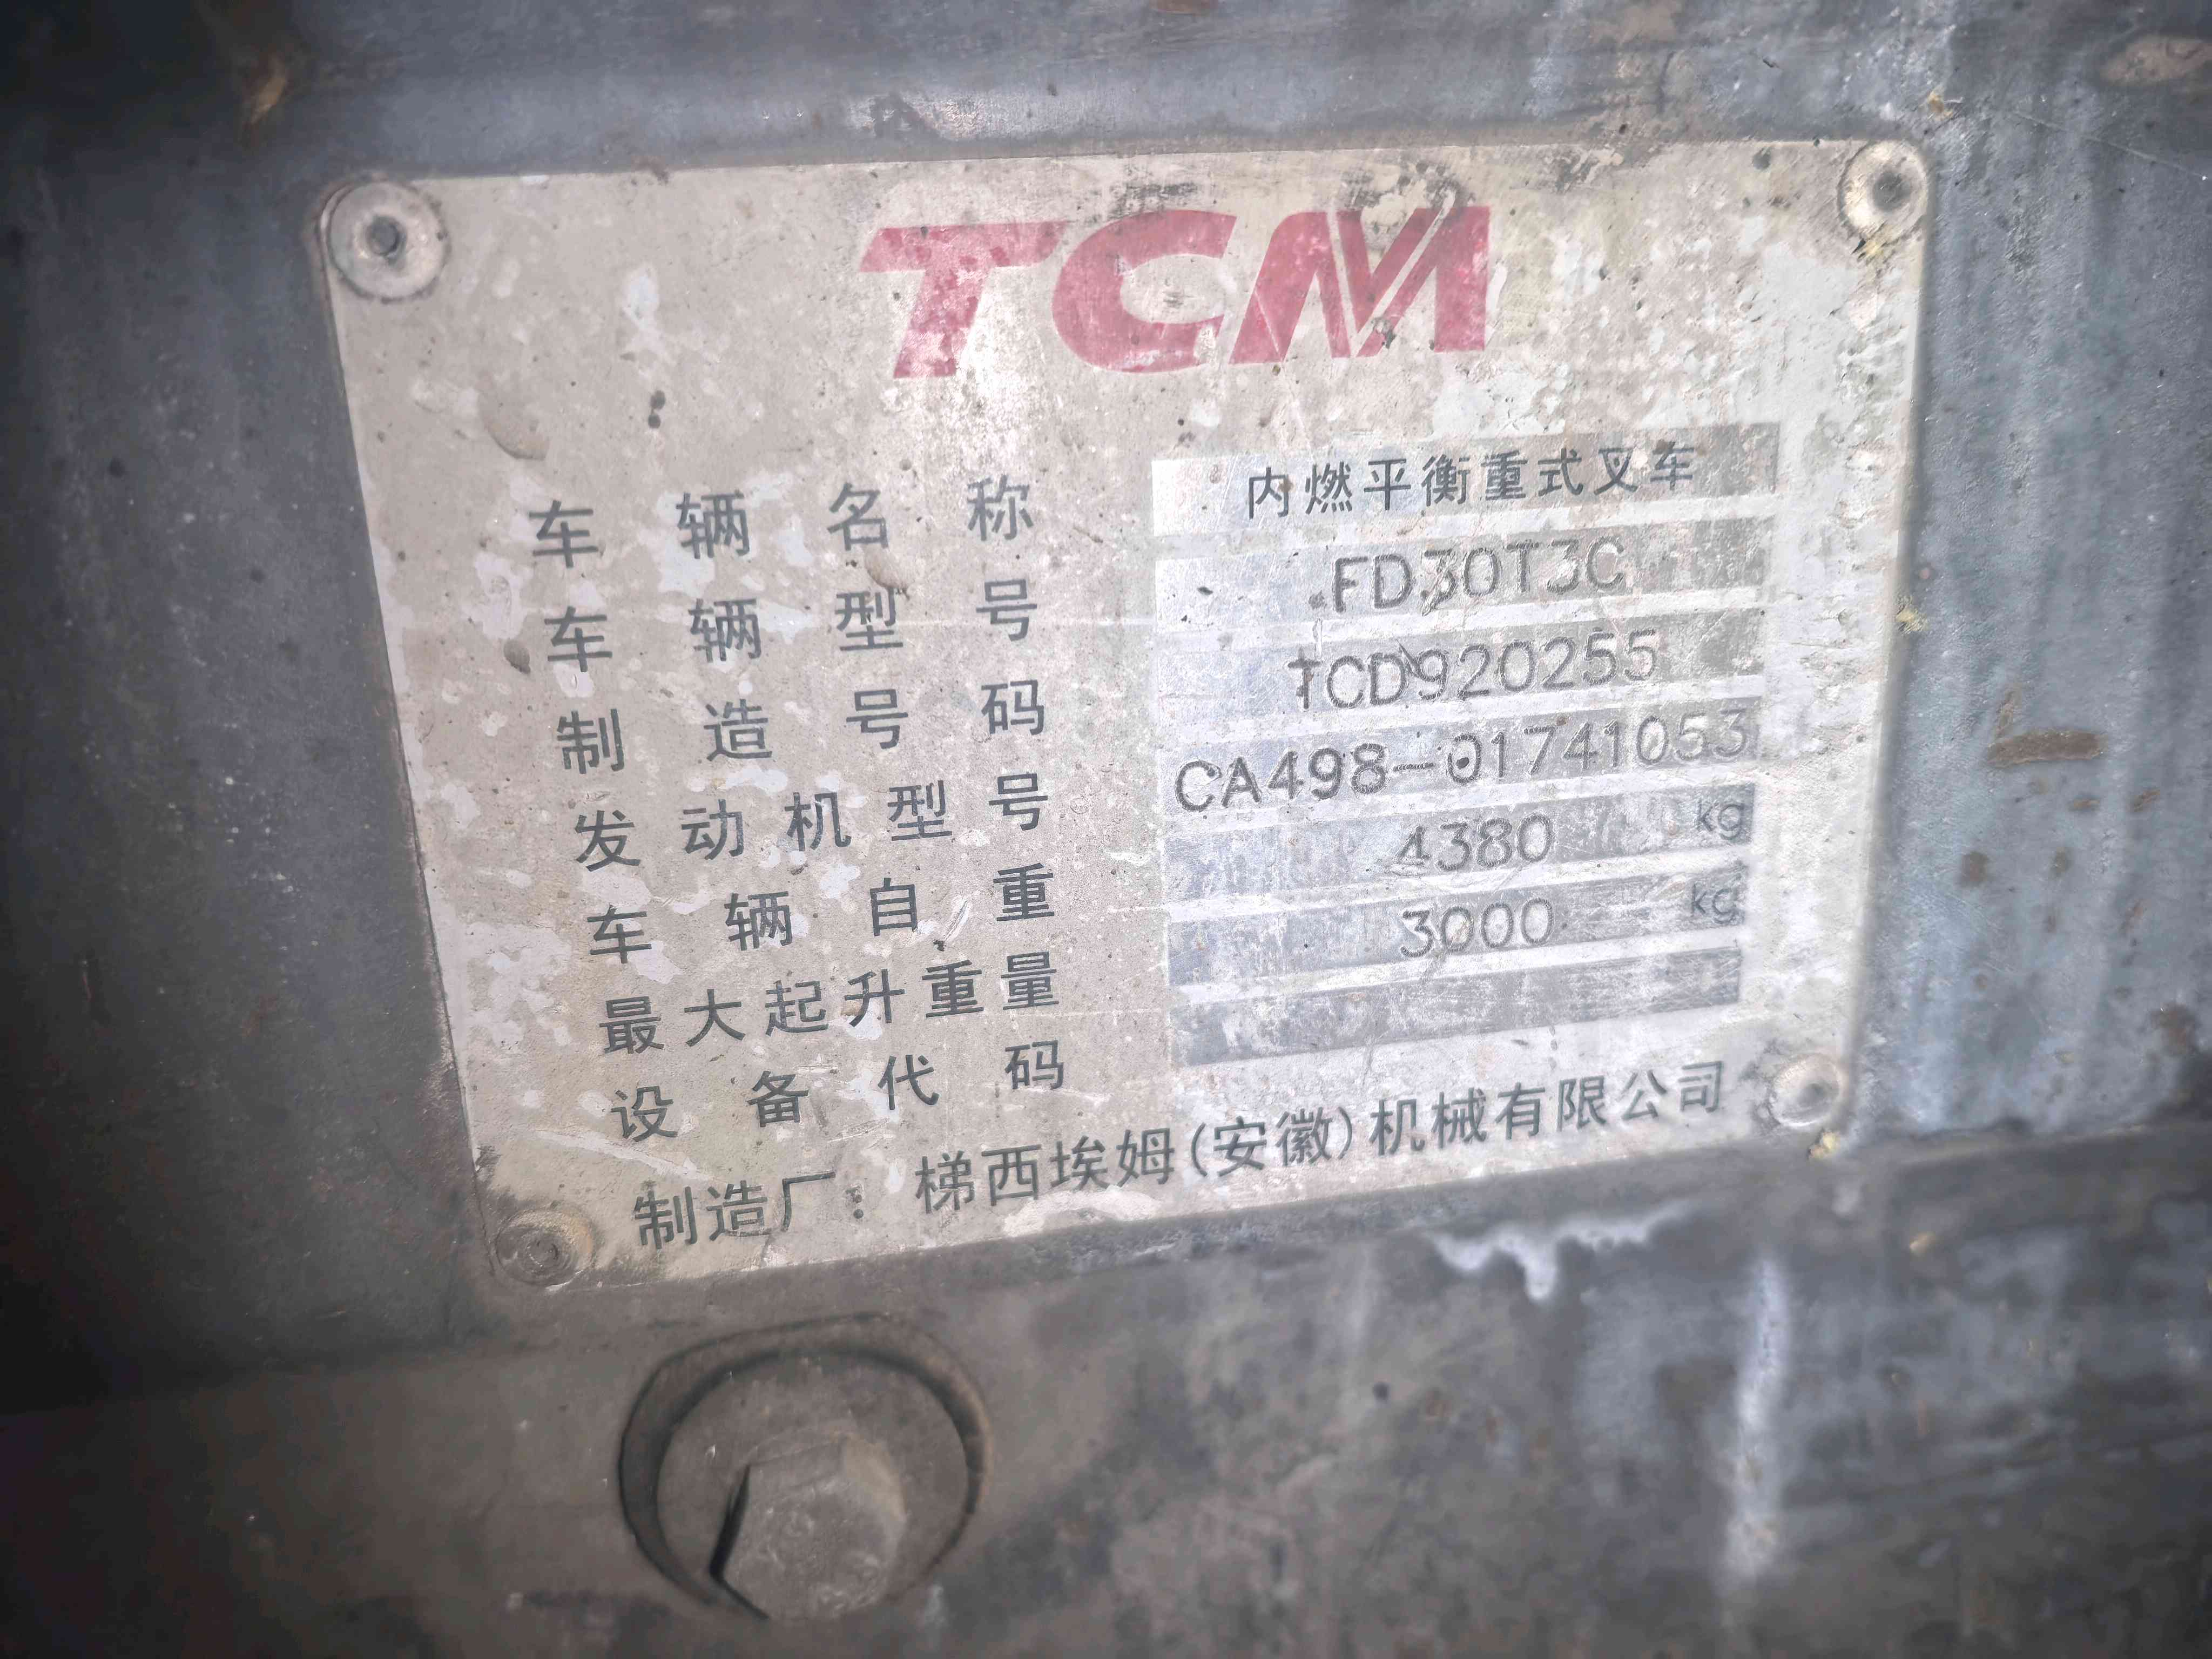 TCM
车辆名称 内燃平衡重式叉车
车辆型号 FD30T3C
制造号码 TCD920255
发动机型号 CA498-01741053
车辆自重 4380 kg
最大起升重量 3000 kg
设备代码
制造厂：梯西埃姆(安徽)机械有限公司